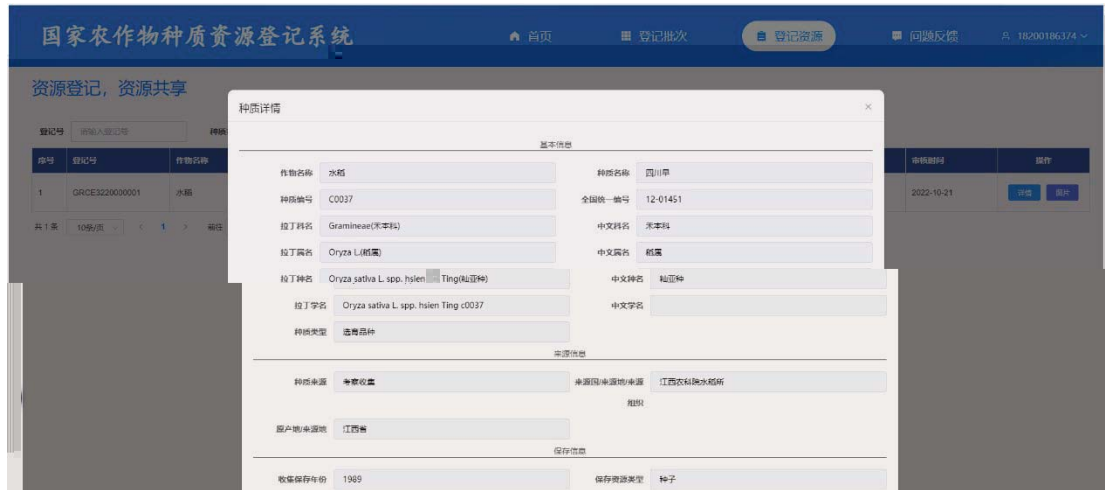 国家农作物种质资源登记系统
首页 登记批次 登记资源 问题反馈 18200186374
资源登记，资源共享
种质详情
登记号 请输入登记号 种质
基本信息
序号 登记号 作物名称 审核时间 操作
作物名称 水稻 种质名称 四川早
1 GRCE3220000001 水稻 2022-10-21 详情 图片
种质编号 C0037 全国统一编号 12-01451
拉丁科名 Gramineae(禾本科) 中文科名 禾本科
共 1 条 10条/页 1 前往
拉丁属名 Oryza L.(稻属) 中文属名 稻属
拉丁种名 Oryza sativa L. spp. hsien Ting(籼亚种) 中文种名 籼亚种
拉丁学名 Oryza sativa L. spp. hsien Ting c0037 中文学名
种质类型 选育品种
来源信息
种质来源 考察收集 来源国/来源地/来源组织 江西农科院水稻所
原产地/来源地 江西省
保存信息
收集保存年份 1989 保存资源类型 种子